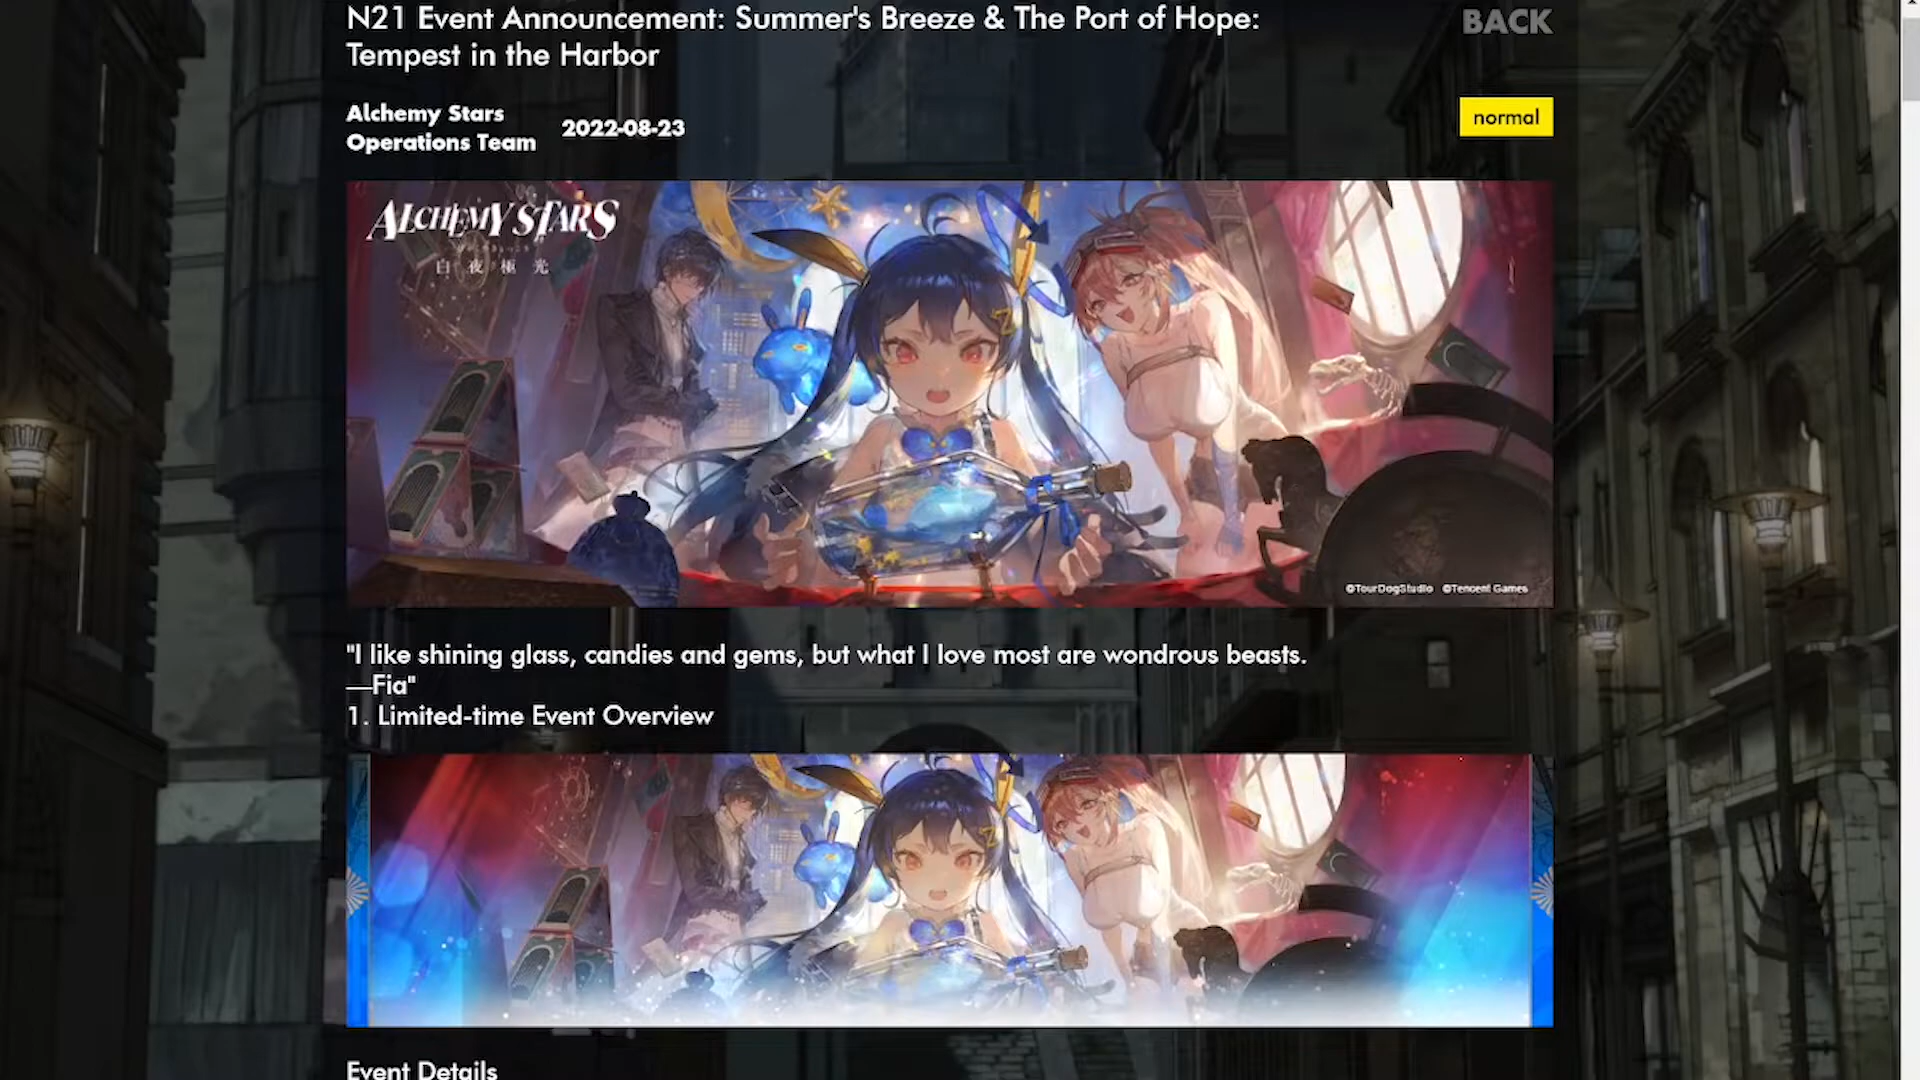 N21 Event Announcement: Summer's Breeze & The Port of Hope:
Tempest in the Harbor
BACK
Alchemy Stars
Operations Team
2022-08-23
normal
ALCHEMY STARS
白夜極光
©TourDogStudio ©Tencent Games
"I like shining glass, candies and gems, but what I love most are wondrous beasts.
—Fia"
1. Limited-time Event Overview
Event Details